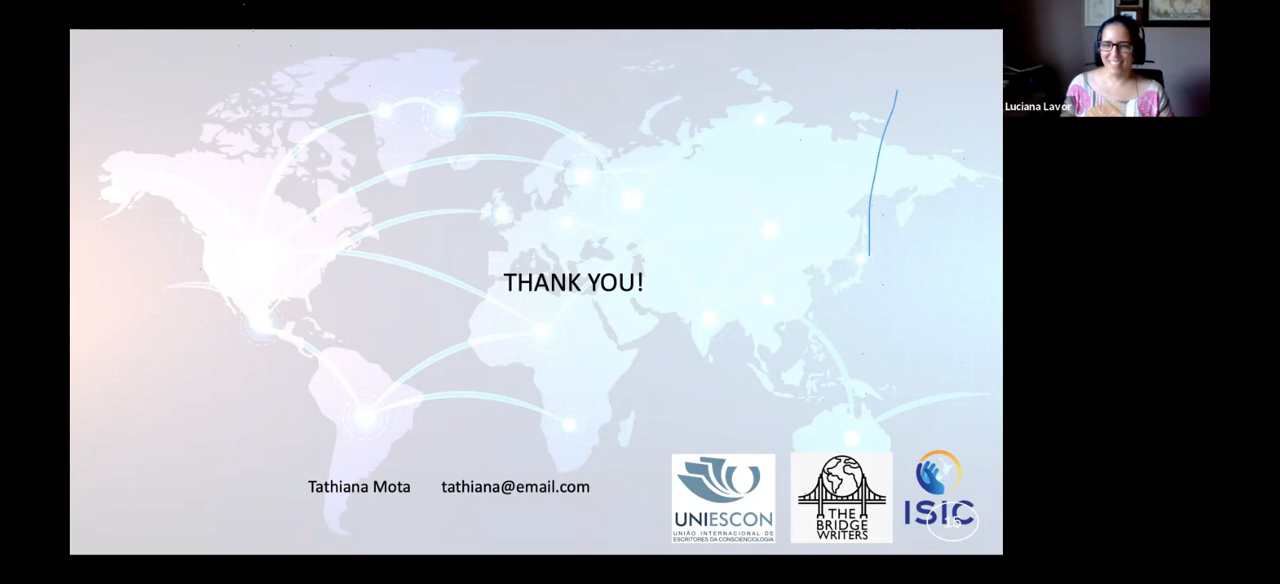 Luciana Lavor
THANK YOU!
Tathiana Mota tathiana@email.com
UNIESCON
UNIÃO INTERNACIONAL DE
ESCRITORES DA CONSCIENCIOLOGIA
THE
BRIDGE
WRITERS
ISIC
15